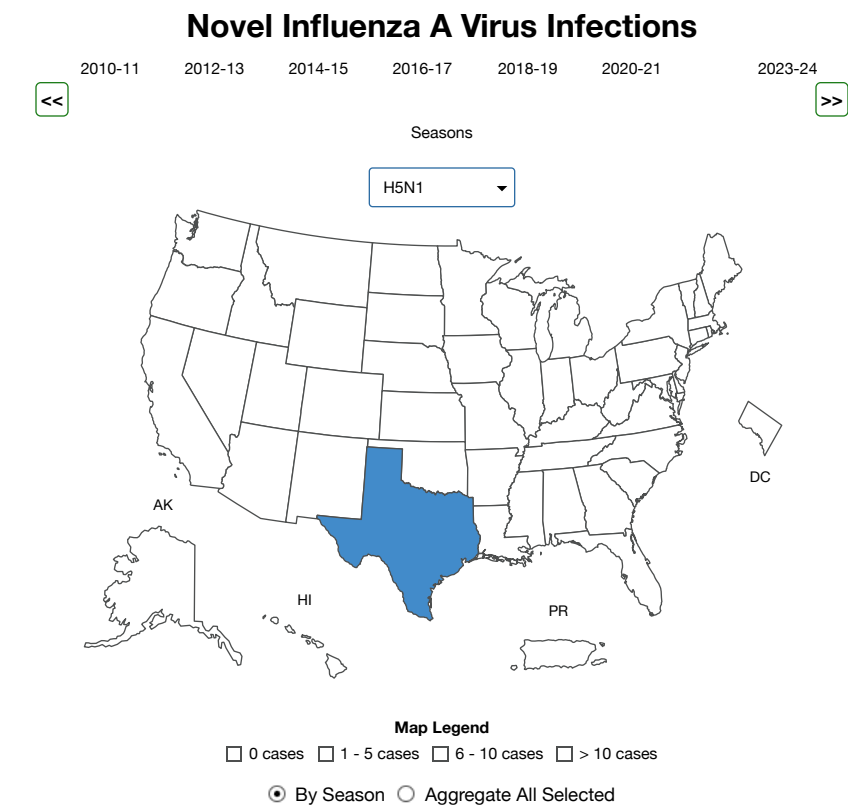 Novel Influenza A Virus Infections
2010-11 2012-13 2014-15 2016-17 2018-19 2020-21 2023-24
<< >>
Seasons
H5N1
DC
AK
HI
PR
Map Legend
0 cases 1 - 5 cases 6 - 10 cases > 10 cases
By Season Aggregate All Selected